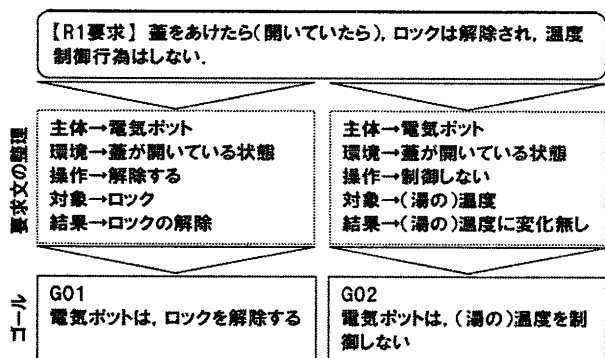 【R1要求】 蓋をあけたら(開いていたら), ロックは解除され, 温度
制御行為はしない.
要求文の整理
主体→電気ポット
環境→蓋が開いている状態
操作→解除する
対象→ロック
結果→ロックの解除
主体→電気ポット
環境→蓋が開いている状態
操作→制御しない
対象→(湯の)温度
結果→(湯の)温度に変化無し
ゴール
G01
電気ポットは, ロックを解除する
G02
電気ポットは, (湯の)温度を制
御しない